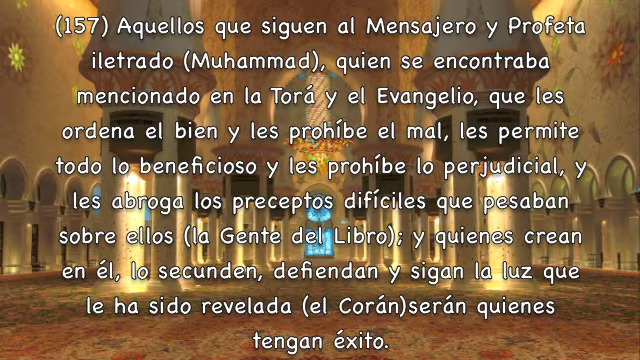 (157) Aquellos que siguen al Mensajero y Profeta
iletrado (Muhammad), quien se encontraba
mencionado en la Torá y el Evangelio, que les
ordena el bien y les prohíbe el mal, les permite
todo lo beneficioso y les prohíbe lo perjudicial, y
les abroga los preceptos difíciles que pesaban
sobre ellos (la Gente del Libro); y quienes crean
en él, lo secunden, defiendan y sigan la luz que
le ha sido revelada (el Corán)serán quienes
tengan éxito.